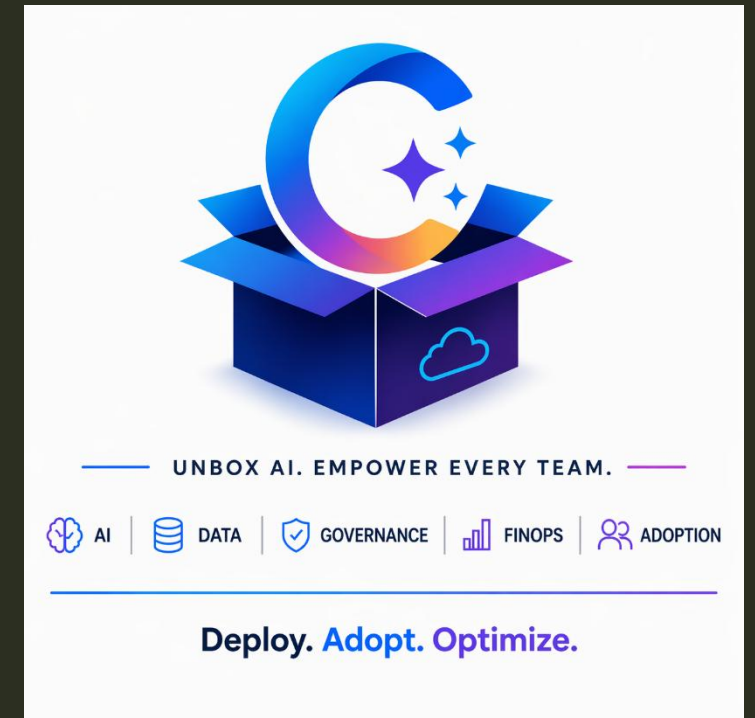 UNBOX AI. EMPOWER EVERY TEAM.
AI DATA GOVERNANCE FINOPS ADOPTION
Deploy. Adopt. Optimize.